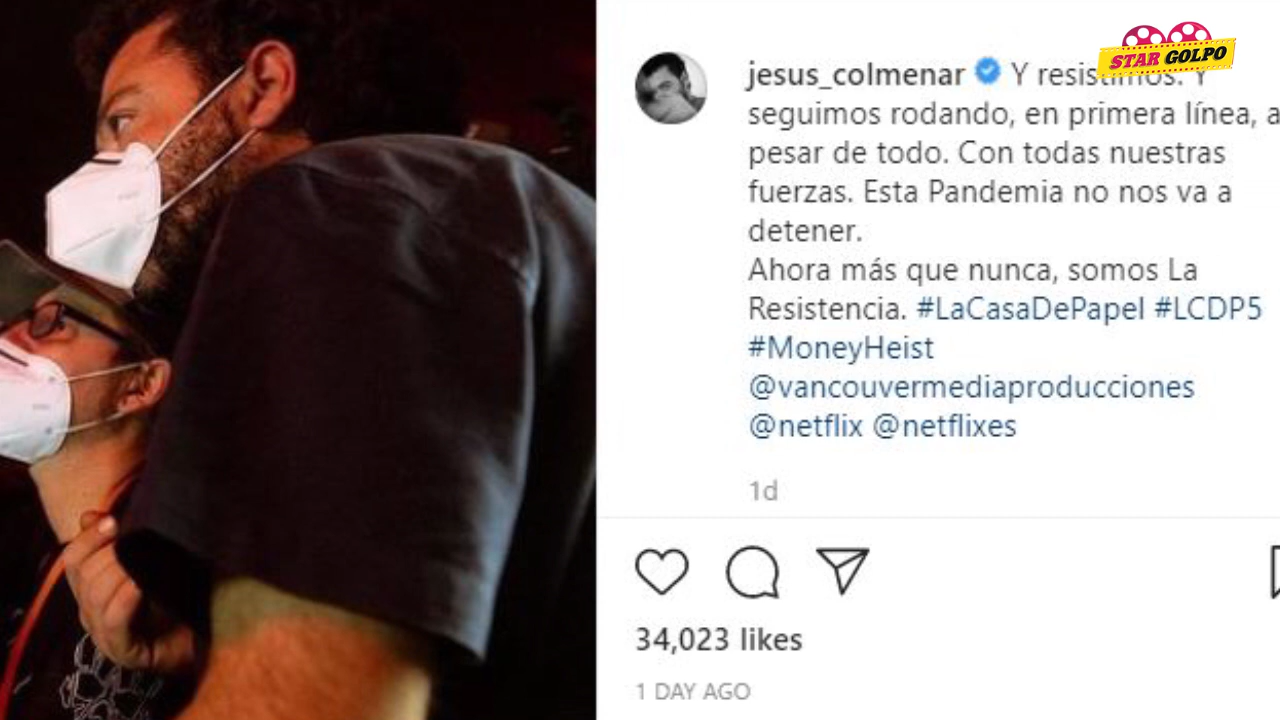 STAR GOLPO
jesus_colmenar Y resistimos. Y
seguimos rodando, en primera línea, a
pesar de todo. Con todas nuestras
fuerzas. Esta Pandemia no nos va a
detener.
Ahora más que nunca, somos La
Resistencia. #LaCasaDePapel #LCDP5
#MoneyHeist
@vancouvermediaproducciones
@netflix @netflixes
1d
34,023 likes
1 DAY AGO